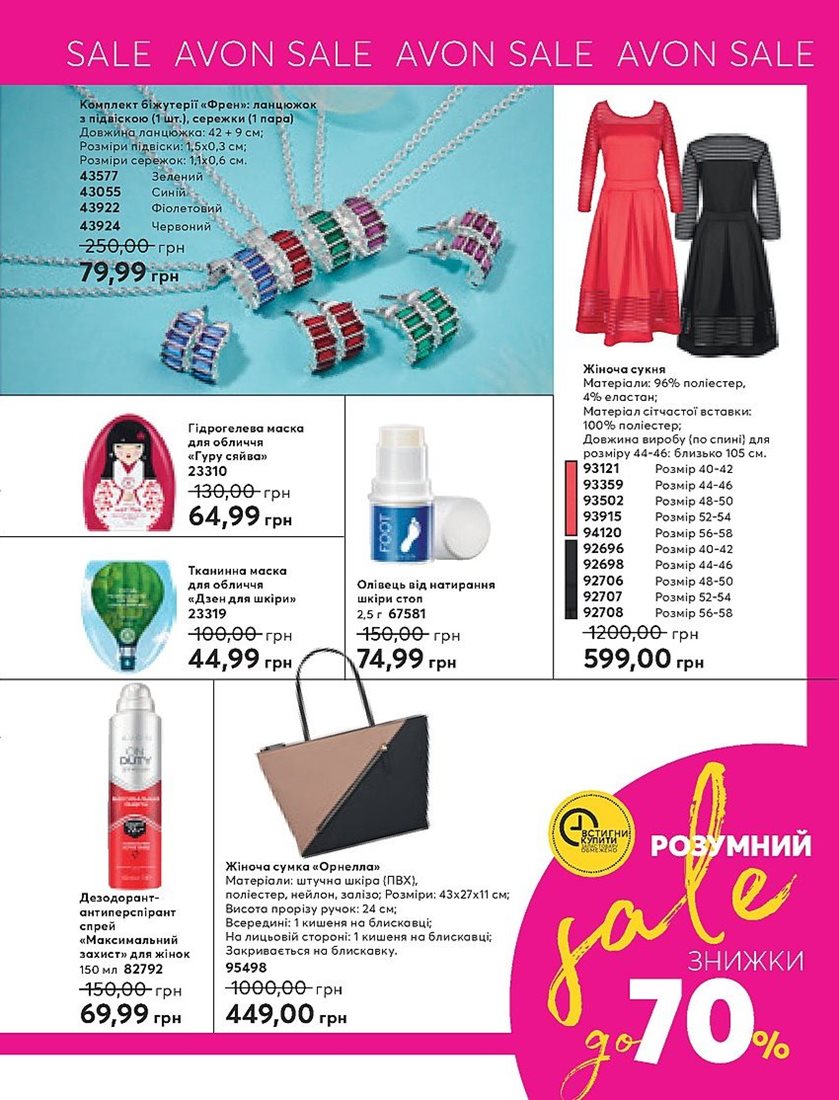 SALE AVON SALE AVON SALE AVON SALE
Комплект біжутерії «Френ»: ланцюжок
з підвіскою (1 шт.), сережки (1 пара)
Довжина ланцюжка: 42 + 9 см;
Розміри підвіски: 1,5х0,3 см;
Розміри сережок: 1,1х0,6 см.
43577 Зелений
43055 Синій
43922 Фіолетовий
43924 Червоний
250,00 грн
79,99 грн
Жіноча сукня
Матеріали: 96% поліестер,
4% еластан;
Матеріал сітчастої вставки:
100% поліестер;
Довжина виробу (по спині) для
розміру 44-46: близько 105 см.
93121 Розмір 40-42
93359 Розмір 44-46
93502 Розмір 48-50
93915 Розмір 52-54
94120 Розмір 56-58
92696 Розмір 40-42
92698 Розмір 44-46
92706 Розмір 48-50
92707 Розмір 52-54
92708 Розмір 56-58
1200,00 грн
599,00 грн
Гідрогелева маска
для обличчя
«Гуру сяйва»
23310
130,00 грн
64,99 грн
Тканинна маска
для обличчя
«Дзен для шкіри»
23319
100,00 грн
44,99 грн
FOOT
Олівець від натирання
шкіри стоп
2,5 г 67581
150,00 грн
74,99 грн
AVON
ON
DUTY
Дезодорант-
антиперспірант
спрей
«Максимальний
захист» для жінок
150 мл 82792
150,00 грн
69,99 грн
Жіноча сумка «Орнелла»
Матеріали: штучна шкіра (ПВХ),
поліестер, нейлон, залізо; Розміри: 43х27х11 см;
Висота прорізу ручок: 24 см;
Всередині: 1 кишеня на блискавці;
На лицьовій стороні: 1 кишеня на блискавці;
Закривається на блискавку.
95498
1000,00 грн
449,00 грн
ВСТИГНИ
КУПИТИ
ОБМЕЖЕНО
РОЗУМНИЙ
sale
ЗНИЖКИ
до 70%